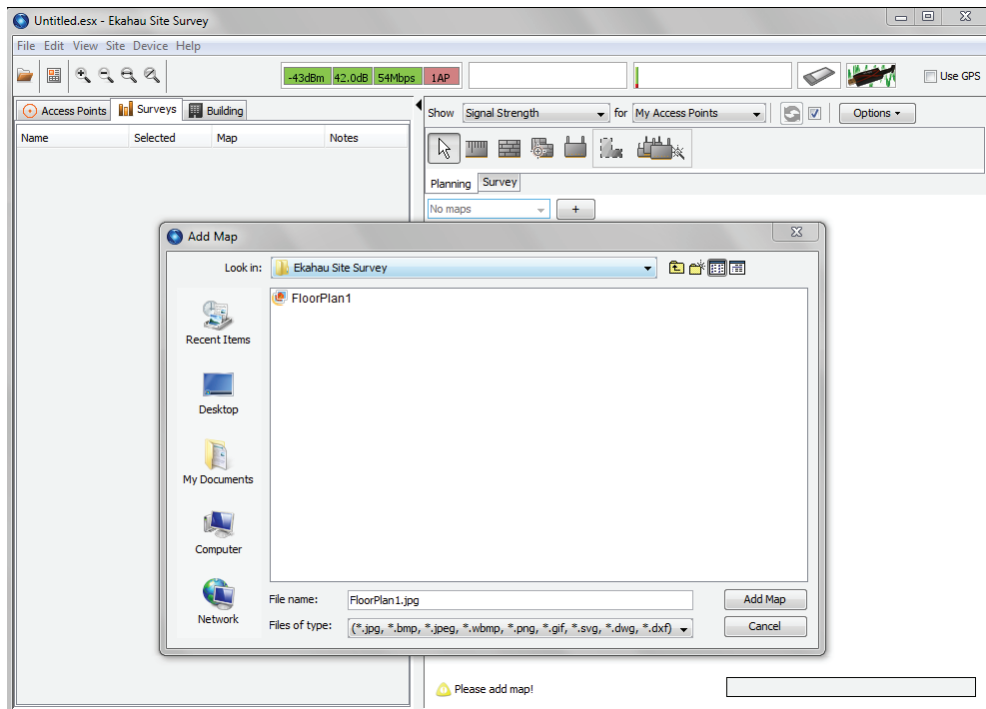 Untitled.esx - Ekahau Site Survey
File Edit View Site Device Help
-43dBm 42.0dB 54Mbps 1AP
Use GPS
Access Points Surveys Building
Name Selected Map Notes
Show Signal Strength for My Access Points Options
Planning Survey
No maps +
Add Map
Look in: Ekahau Site Survey
FloorPlan1
Recent Items
Desktop
My Documents
Computer
Network
File name: FloorPlan1.jpg Add Map
Files of type: (*.jpg, *.bmp, *.jpeg, *.wbmp, *.png, *.gif, *.svg, *.dwg, *.dxf) Cancel
Please add map!